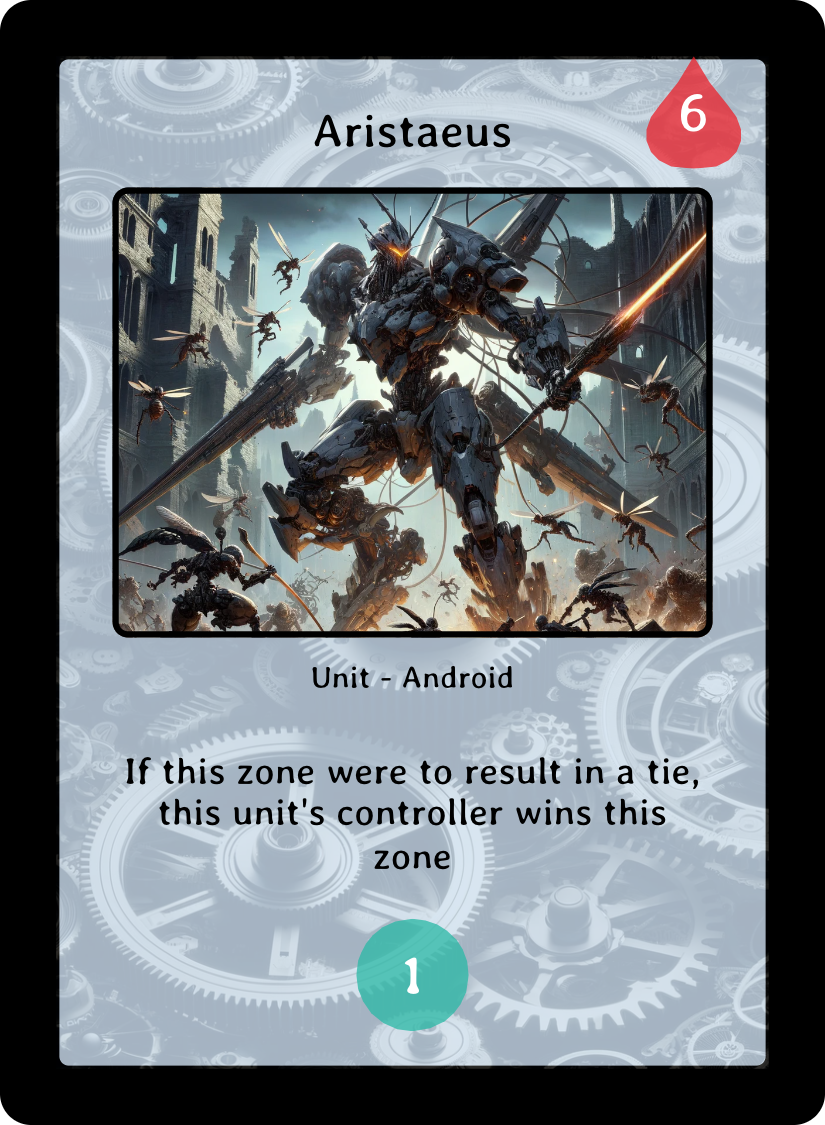 Aristaeus
6
Unit - Android
If this zone were to result in a tie,
this unit's controller wins this
zone
1